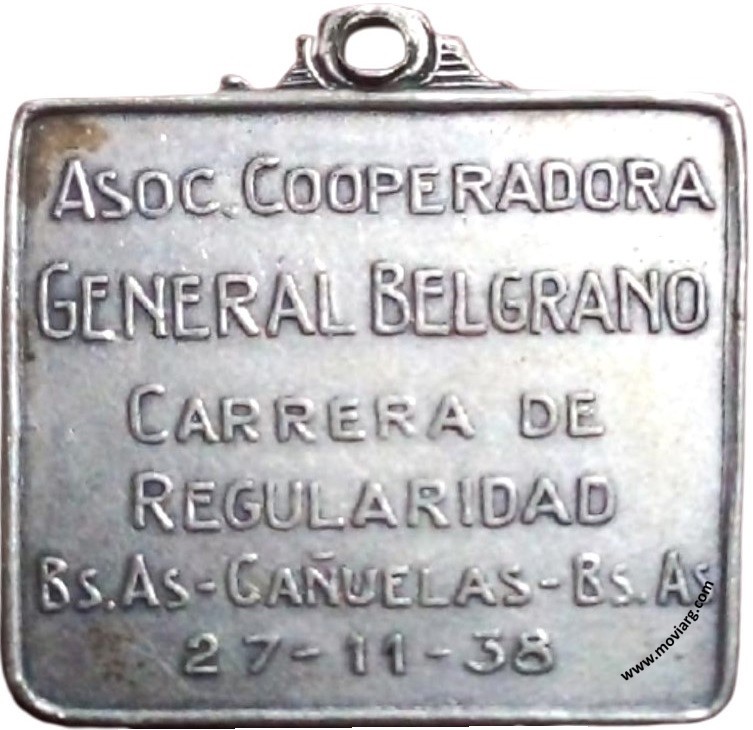 ASOC. COOPERADORA
GENERAL BELGRANO
CARRERA DE
REGULARIDAD
BS.AS-CAÑUELAS-BS.AS
27-11-38
www.moviarg.com